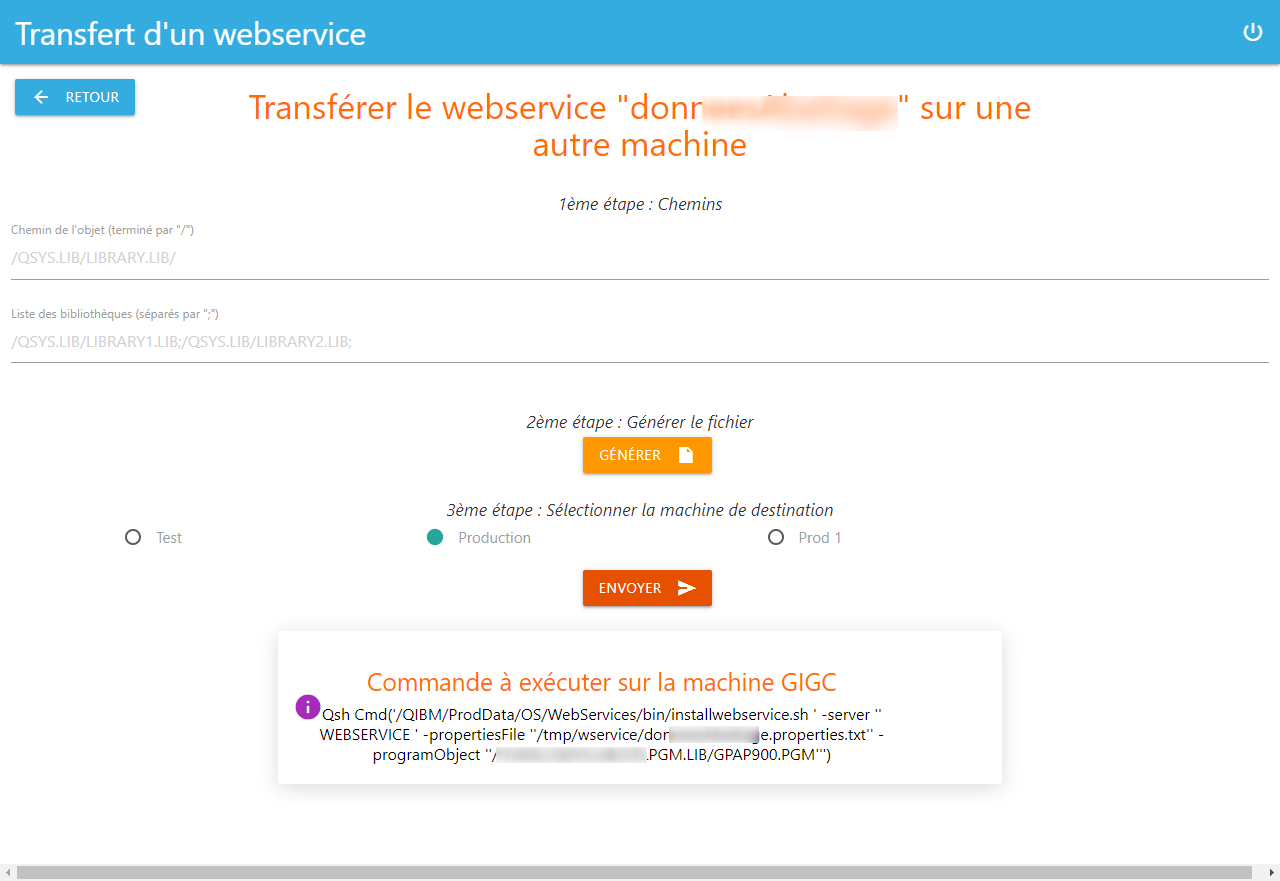 Transfert d'un webservice
RETOUR
Transférer le webservice "donn" sur une
autre machine
1ème étape : Chemins
Chemin de l'objet (terminé par "/")
/QSYS.LIB/LIBRARY.LIB/
Liste des bibliothèques (séparés par ";")
/QSYS.LIB/LIBRARY1.LIB;/QSYS.LIB/LIBRARY2.LIB;
2ème étape : Générer le fichier
GÉNÉRER
3ème étape : Sélectionner la machine de destination
Test Production Prod 1
ENVOYER
Commande à exécuter sur la machine GIGC
Qsh Cmd('/QIBM/ProdData/OS/WebServices/bin/installwebservice.sh ' -server ''
WEBSERVICE ' -propertiesFile ''/tmp/wservice/don e.properties.txt'' -
programObject ''/ .PGM.LIB/GPAP900.PGM''')